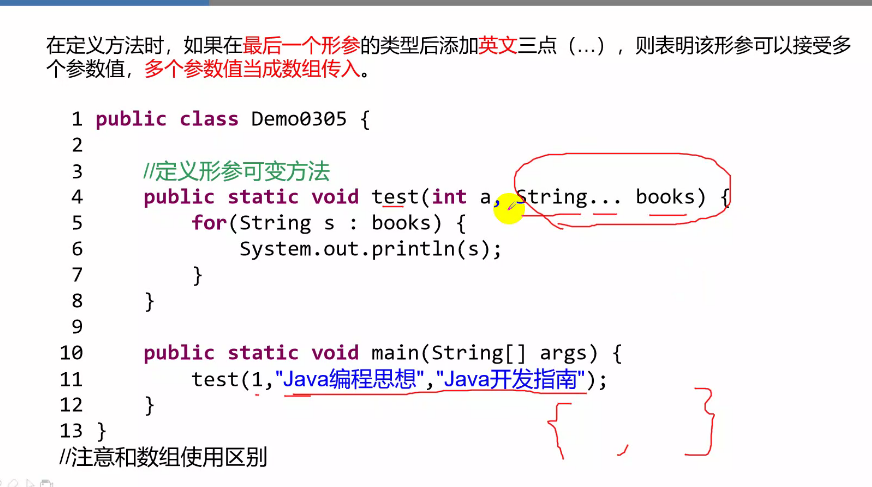 在定义方法时，如果在最后一个形参的类型后添加英文三点（…），则表明该形参可以接受多
个参数值，多个参数值当成数组传入。
1 public class Demo0305 {
2
3 //定义形参可变方法
4 public static void test(int a, String... books) {
5 for(String s : books) {
6 System.out.println(s);
7 }
8 }
9
10 public static void main(String[] args) {
11 test(1,"Java编程思想","Java开发指南");
12 }
13 }
//注意和数组使用区别
{ , }